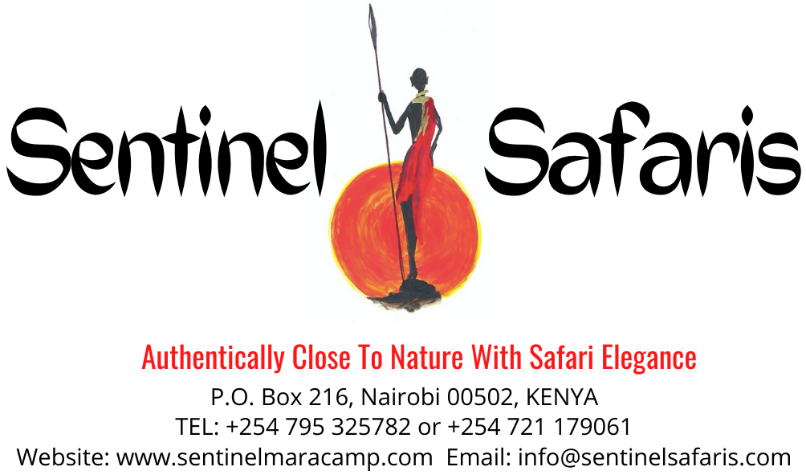 Sentinel Safaris
Authentically Close To Nature With Safari Elegance
P.O. Box 216, Nairobi 00502, KENYA
TEL: +254 795 325782 or +254 721 179061
Website: www.sentinelmaracamp.com Email: info@sentinelsafaris.com